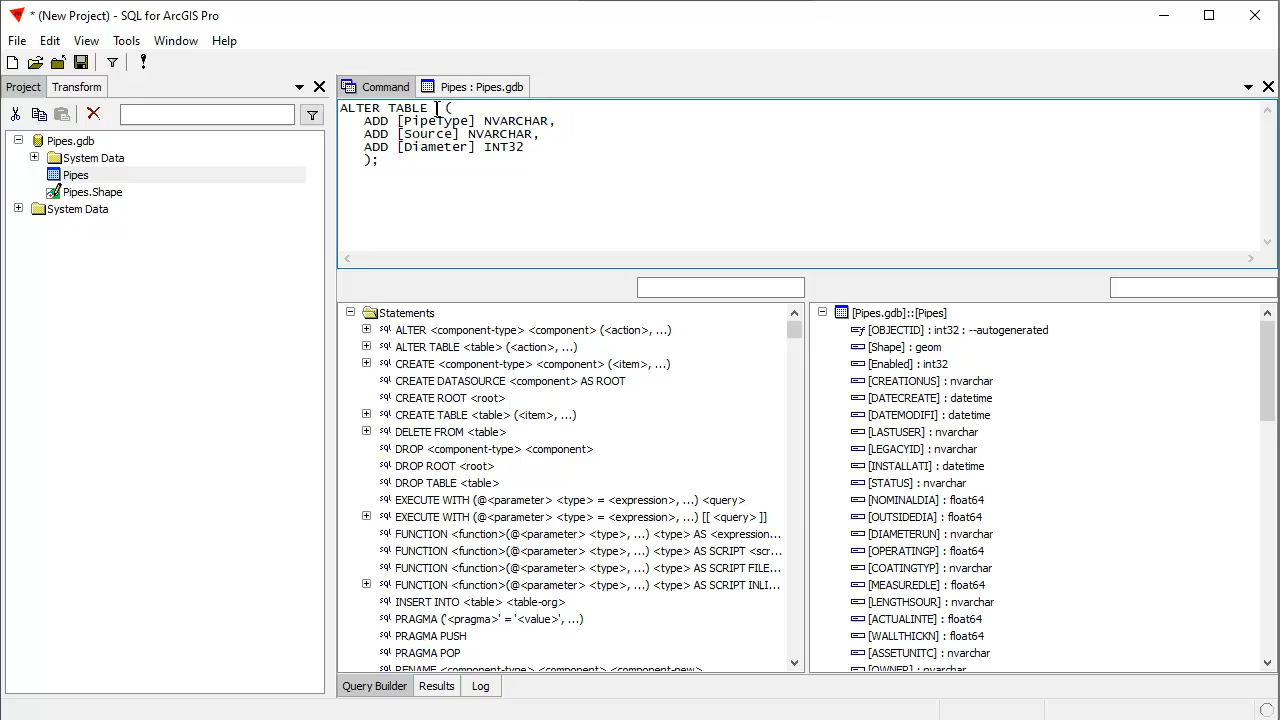 * (New Project) - SQL for ArcGIS Pro
File Edit View Tools Window Help
Project Transform
Pipes.gdb
System Data
Pipes
Pipes.Shape
System Data
Command Pipes : Pipes.gdb
ALTER TABLE (
ADD [PipeType] NVARCHAR,
ADD [Source] NVARCHAR,
ADD [Diameter] INT32
);
Statements
ALTER <component-type> <component> (<action>, ...)
ALTER TABLE <table> (<action>, ...)
CREATE <component-type> <component> (<item>, ...)
CREATE DATASOURCE <component> AS ROOT
CREATE ROOT <root>
CREATE TABLE <table> (<item>, ...)
DELETE FROM <table>
DROP <component-type> <component>
DROP ROOT <root>
DROP TABLE <table>
EXECUTE WITH (@<parameter> <type> = <expression>, ...) <query>
EXECUTE WITH (@<parameter> <type> = <expression>, ...) [[ <query> ]]
FUNCTION <function>(@<parameter> <type>, ...) <type> AS <expression...
FUNCTION <function>(@<parameter> <type>, ...) <type> AS SCRIPT <scr...
FUNCTION <function>(@<parameter> <type>, ...) <type> AS SCRIPT FILE...
FUNCTION <function>(@<parameter> <type>, ...) <type> AS SCRIPT INLI...
INSERT INTO <table> <table-org>
PRAGMA ('<pragma>' = '<value>', ...)
PRAGMA PUSH
PRAGMA POP
RENAME <component-type> <component> <component-new>
[Pipes.gdb]::[Pipes]
[OBJECTID] : int32 : --autogenerated
[Shape] : geom
[Enabled] : int32
[CREATIONUS] : nvarchar
[DATECREATE] : datetime
[DATEMODIFI] : datetime
[LASTUSER] : nvarchar
[LEGACYID] : nvarchar
[INSTALLATI] : datetime
[STATUS] : nvarchar
[NOMINALDIA] : float64
[OUTSIDEDIA] : float64
[DIAMETERUN] : nvarchar
[OPERATINGP] : float64
[COATINGTYP] : nvarchar
[MEASUREDLE] : float64
[LENGTHSOUR] : nvarchar
[ACTUALINTE] : float64
[WALLTHICKN] : float64
[ASSETUNITC] : nvarchar
[OWNER] : nvarchar
Query Builder Results Log